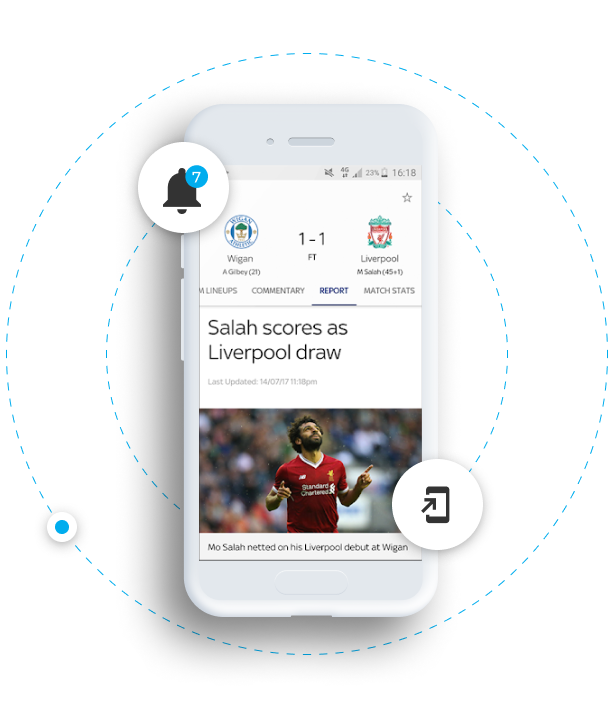 7
4G 23% 16:18
WIGAN
ATHLETIC
1 - 1
FT
Wigan
Liverpool
A Gilbey (21)
M Salah (45+1)
M LINEUPS COMMENTARY REPORT MATCH STATS
Salah scores as
Liverpool draw
Last Updated: 14/07/17 11:18pm
Standard
Chartered
Mo Salah netted on his Liverpool debut at Wigan